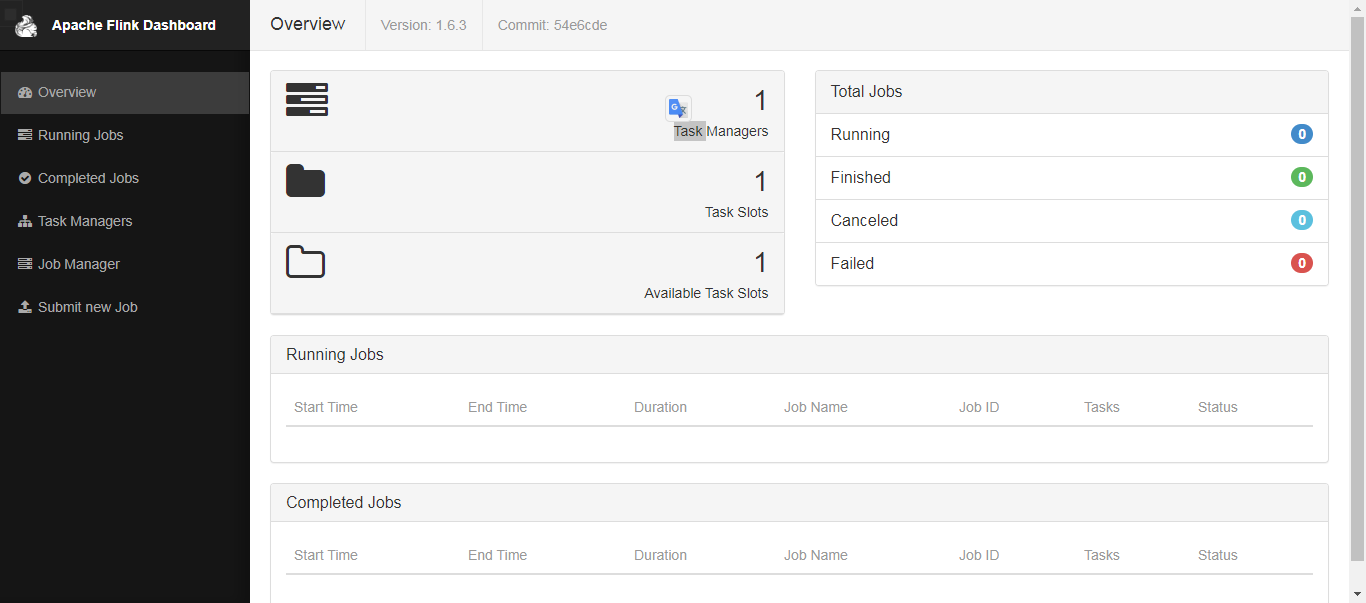 Apache Flink Dashboard
Overview
Version: 1.6.3
Commit: 54e6cde
Overview
Running Jobs
Completed Jobs
Task Managers
Job Manager
Submit new Job
1
Task Managers
1
Task Slots
1
Available Task Slots
Total Jobs
Running 0
Finished 0
Canceled 0
Failed 0
Running Jobs
Start Time End Time Duration Job Name Job ID Tasks Status
Completed Jobs
Start Time End Time Duration Job Name Job ID Tasks Status